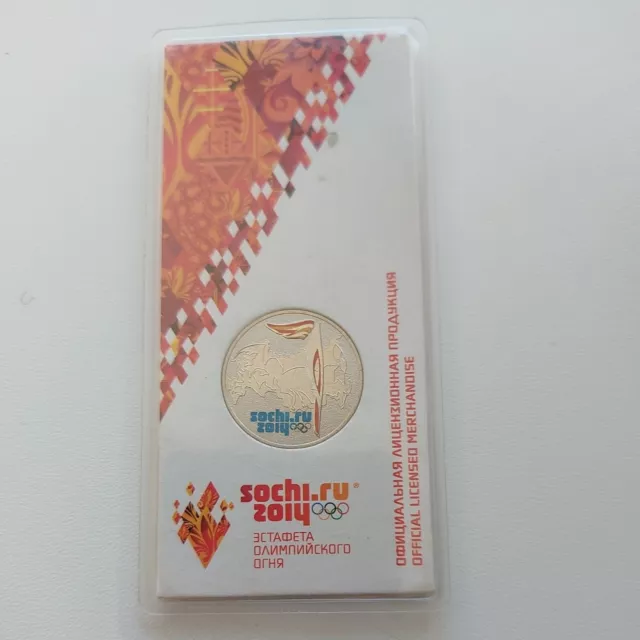 sochi.ru
2014
sochi.ru®
2014
ЭСТАФЕТА
ОЛИМПИЙСКОГО
ОГНЯ
ОФИЦИАЛЬНАЯ ЛИЦЕНЗИОННАЯ ПРОДУКЦИЯ
OFFICIAL LICENSED MERCHANDISE